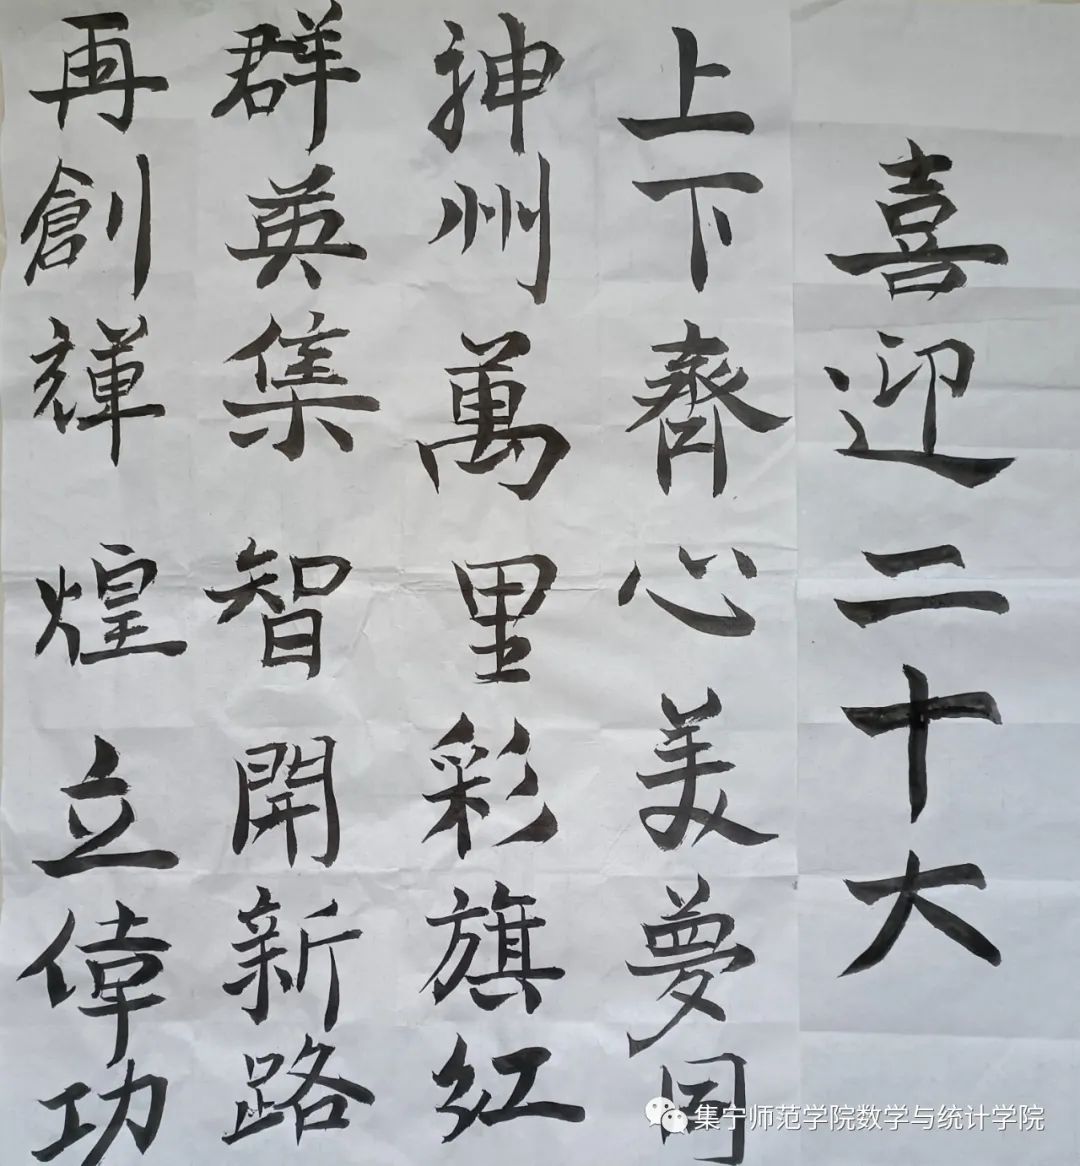 喜迎二十大
上下齊心美夢同
神州萬里彩旗紅
群英集智開新路
再創輝煌立偉功
集宁师范学院数学与统计学院